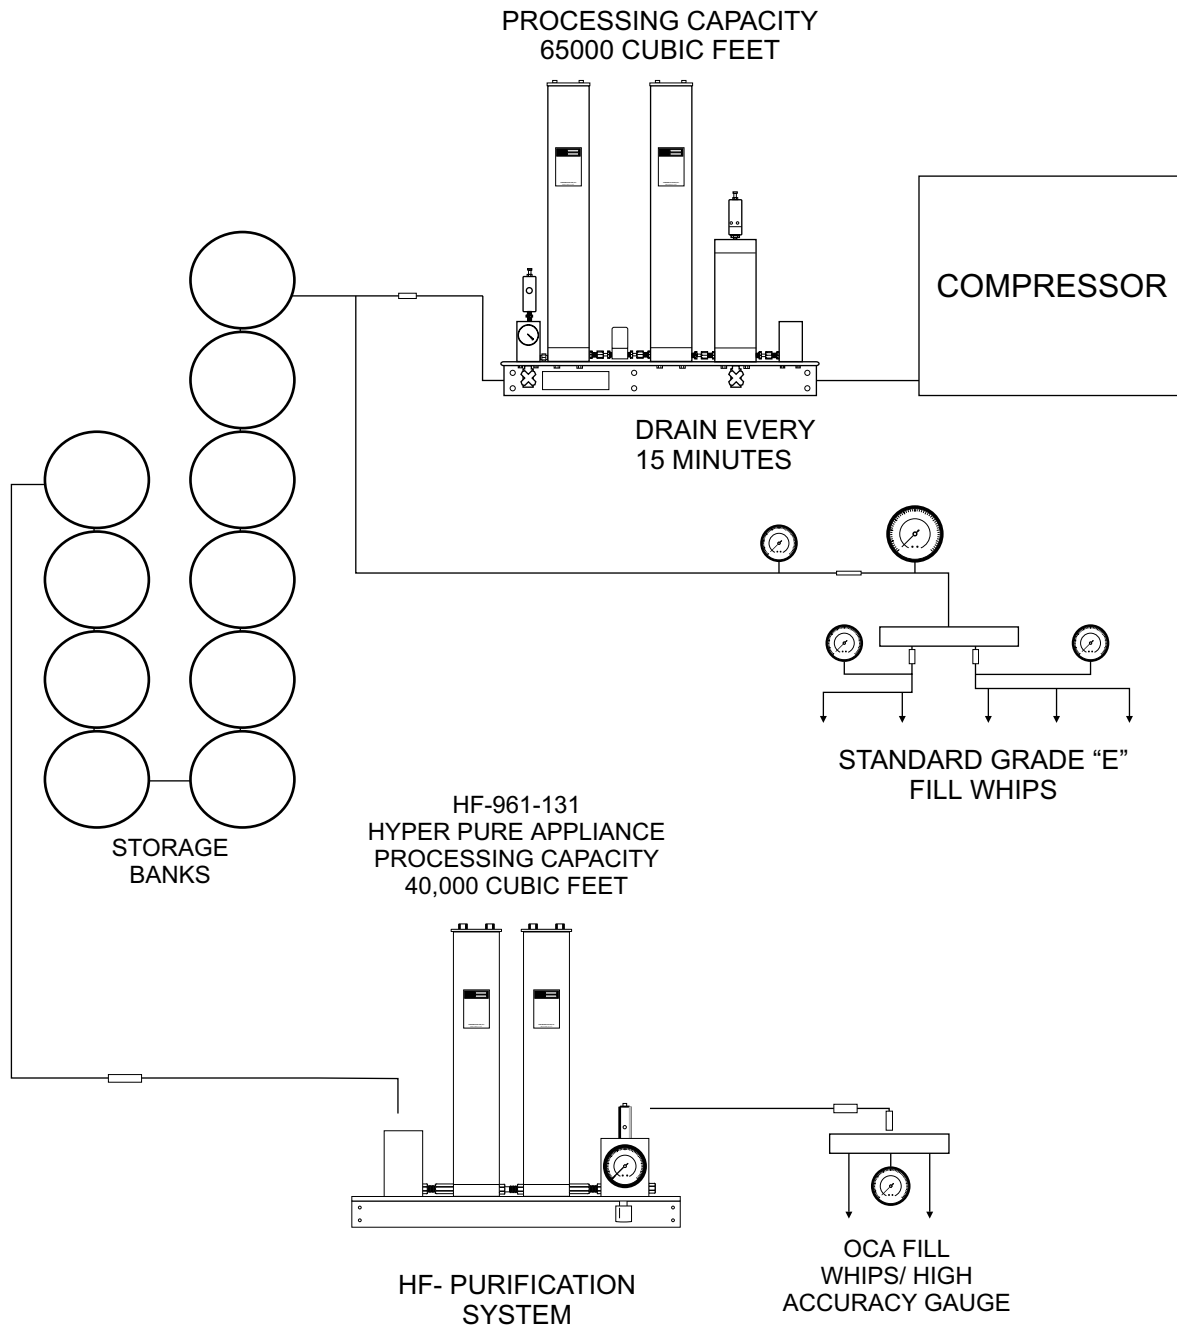 PROCESSING CAPACITY
65000 CUBIC FEET
COMPRESSOR
DRAIN EVERY
15 MINUTES
STANDARD GRADE “E”
FILL WHIPS
STORAGE
BANKS
HF-961-131
HYPER PURE APPLIANCE
PROCESSING CAPACITY
40,000 CUBIC FEET
HF- PURIFICATION
SYSTEM
OCA FILL
WHIPS/ HIGH
ACCURACY GAUGE